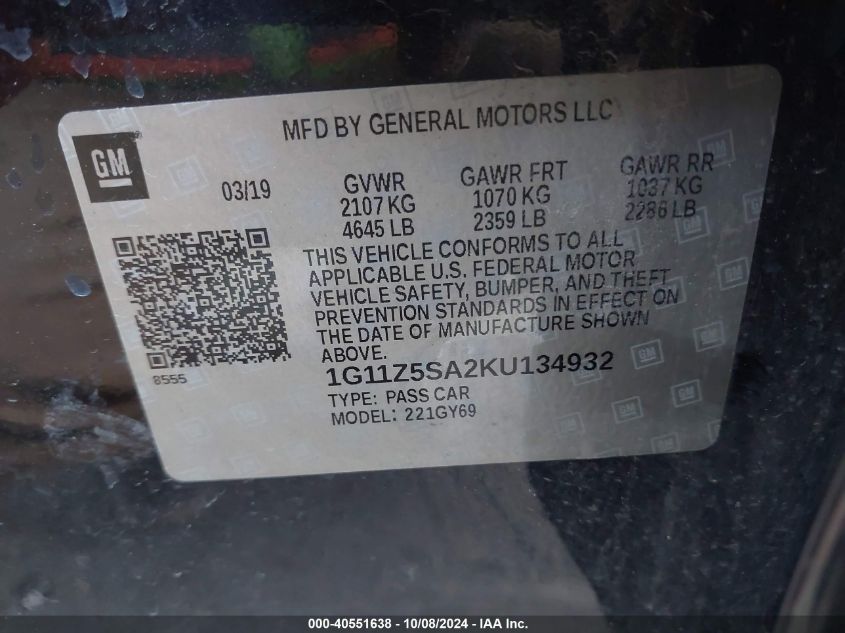 MFD BY GENERAL MOTORS LLC
GM
03/19
GVWR
2107 KG
4645 LB
GAWR FRT
1070 KG
2359 LB
GAWR RR
1037 KG
2286 LB
THIS VEHICLE CONFORMS TO ALL
APPLICABLE U.S. FEDERAL MOTOR
VEHICLE SAFETY, BUMPER, AND THEFT
PREVENTION STANDARDS IN EFFECT ON
THE DATE OF MANUFACTURE SHOWN
ABOVE.
8555
1G11Z5SA2KU134932
TYPE: PASS CAR
MODEL: 221GY69
000-40551638 - 10/08/2024 - IAA Inc.